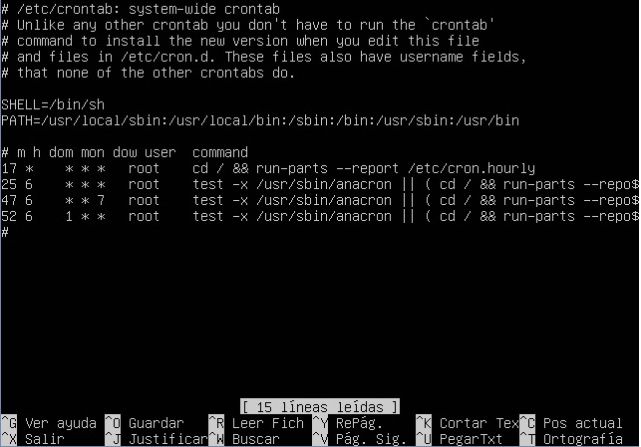 # /etc/crontab: system-wide crontab
# Unlike any other crontab you don't have to run the `crontab'
# command to install the new version when you edit this file
# and files in /etc/cron.d. These files also have username fields,
# that none of the other crontabs do.
SHELL=/bin/sh
PATH=/usr/local/sbin:/usr/local/bin:/sbin:/bin:/usr/sbin:/usr/bin
# m h dom mon dow user  command
17 *    * * *   root    cd / && run-parts --report /etc/cron.hourly
25 6    * * *   root    test -x /usr/sbin/anacron || ( cd / && run-parts --repo$
47 6    * * 7   root    test -x /usr/sbin/anacron || ( cd / && run-parts --repo$
52 6    1 * *   root    test -x /usr/sbin/anacron || ( cd / && run-parts --repo$
#
[ 15 líneas leídas ]
^G Ver ayuda ^O Guardar ^R Leer Fich ^Y RePág. ^K Cortar Tex ^C Pos actual
^X Salir ^J Justificar ^W Buscar ^V Pág. Sig. ^U PegarTxt ^T Ortografía